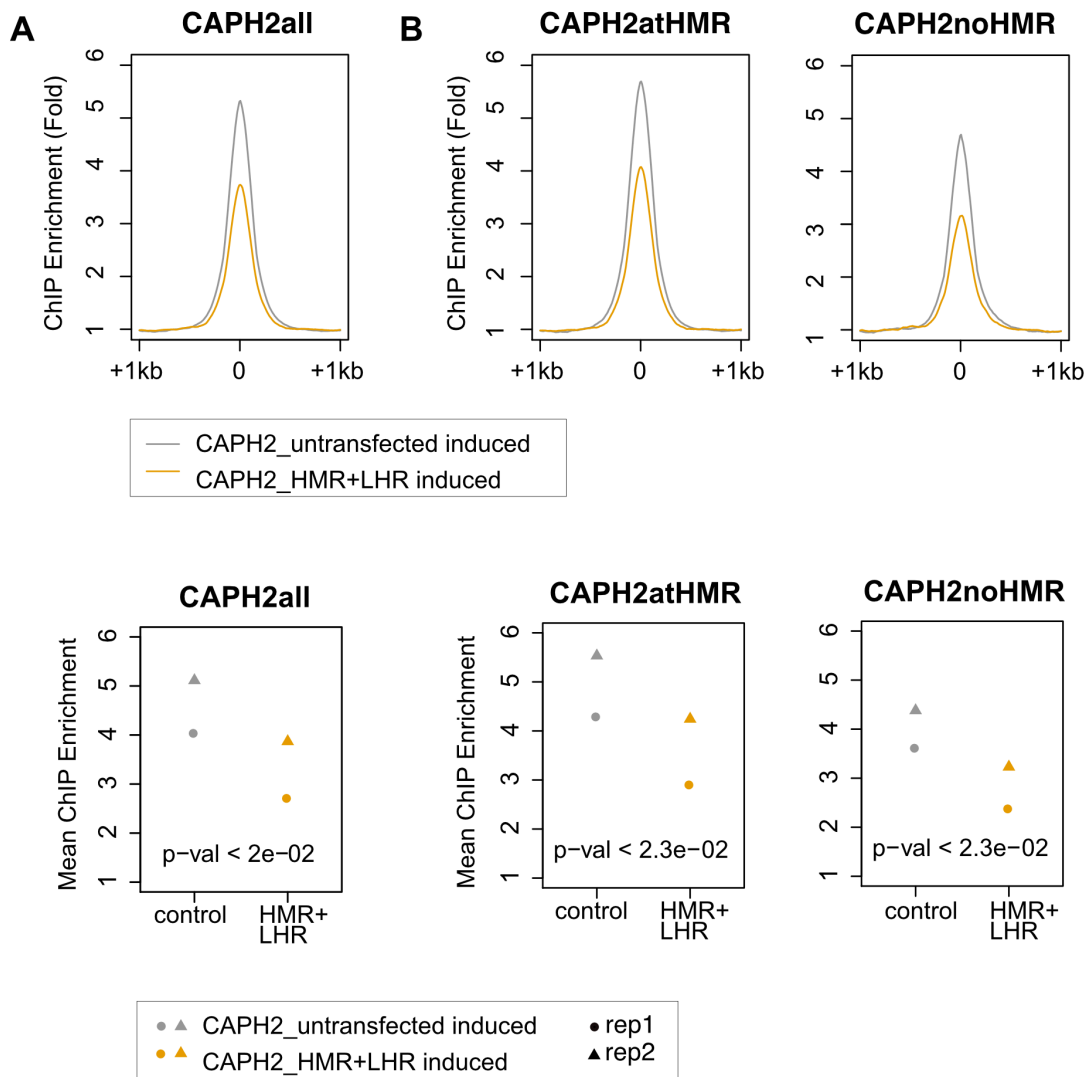 A
CAPH2all
ChIP Enrichment (Fold)
6
5
4
3
2
1
+1kb 0 +1kb
B
CAPH2atHMR
ChIP Enrichment (Fold)
6
5
4
3
2
1
+1kb 0 +1kb
CAPH2noHMR
6
5
4
3
2
1
+1kb 0 +1kb
CAPH2_untransfected induced
CAPH2_HMR+LHR induced
CAPH2all
Mean ChIP Enrichment
6
5
4
3
2
1
p−val < 2e−02
control HMR+
LHR
CAPH2atHMR
Mean ChIP Enrichment
6
5
4
3
2
1
p−val < 2.3e−02
control HMR+
LHR
CAPH2noHMR
6
5
4
3
2
1
p−val < 2.3e−02
control HMR+
LHR
CAPH2_untransfected induced
CAPH2_HMR+LHR induced
rep1
rep2